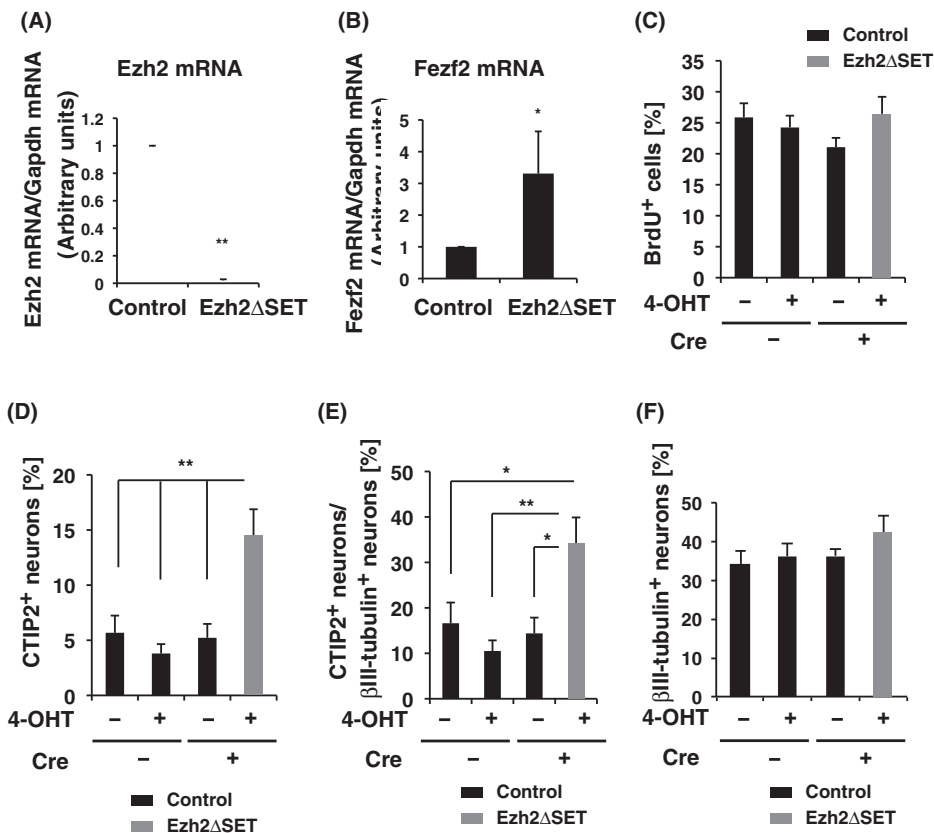 (A)
Ezh2 mRNA
Ezh2 mRNA/Gapdh mRNA
(Arbitrary units)
1.2
1
0.8
0.6
0.4
0.2
0
**
Control Ezh2ΔSET
(B)
Fezf2 mRNA
Fezf2 mRNA/Gapdh mRNA
(Arbitrary units)
5
4
3
2
1
0
*
Control Ezh2ΔSET
(C)
Control
Ezh2ΔSET
BrdU+ cells [%]
35
30
25
20
15
10
5
0
4-OHT − + − +
Cre − +
(D)
CTIP2+ neurons [%]
20
15
10
5
0
**
4-OHT − + − +
Cre − +
Control
Ezh2ΔSET
(E)
CTIP2+ neurons/
βIII-tubulin+ neurons [%]
50
40
30
20
10
0
*
**
*
4-OHT − + − +
Cre − +
Control
Ezh2ΔSET
(F)
βIII-tubulin+ neurons [%]
50
40
30
20
10
0
4-OHT − + − +
Cre − +
Control
Ezh2ΔSET